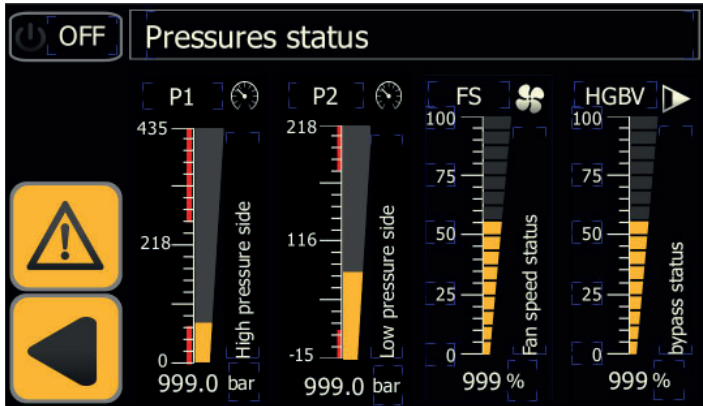 OFF
Pressures status
P1
435
218
0
High pressure side
999.0 bar
P2
218
116
-15
Low pressure side
999.0 bar
FS
100
75
50
25
0
Fan speed status
999 %
HGBV
100
75
50
25
0
bypass status
999 %